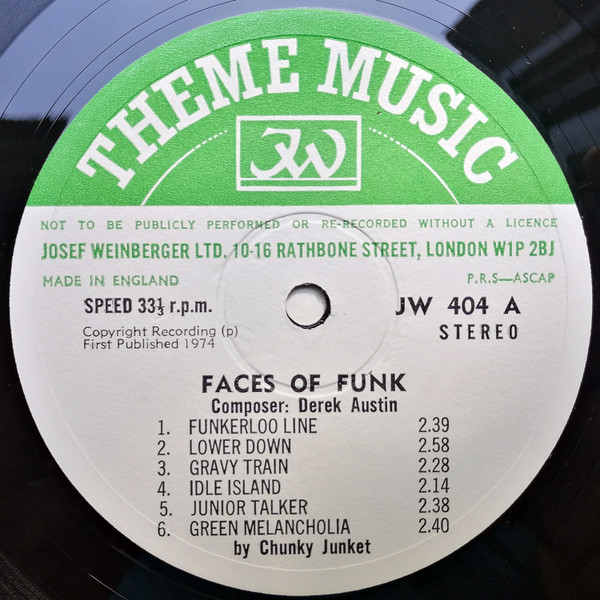 THEME MUSIC
JW
NOT TO BE PUBLICLY PERFORMED OR RE-RECORDED WITHOUT A LICENCE
JOSEF WEINBERGER LTD. 10-16 RATHBONE STREET, LONDON W1P 2BJ
MADE IN ENGLAND P.R.S—ASCAP
SPEED 33⅓ r.p.m. JW 404 A
Copyright Recording (p) STEREO
First Published 1974
FACES OF FUNK
Composer: Derek Austin
1. FUNKERLOO LINE 2.39
2. LOWER DOWN 2.58
3. GRAVY TRAIN 2.28
4. IDLE ISLAND 2.14
5. JUNIOR TALKER 2.38
6. GREEN MELANCHOLIA 2.40
by Chunky Junket